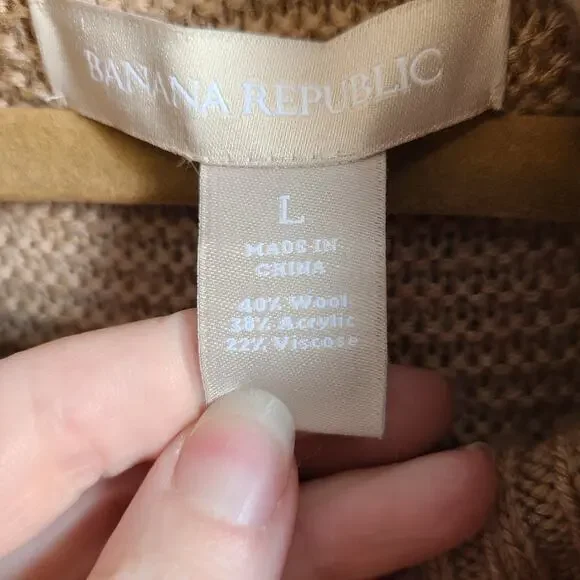 BANANA REPUBLIC
L
MADE IN
CHINA
40% Wool
38% Acrylic
22% Viscose